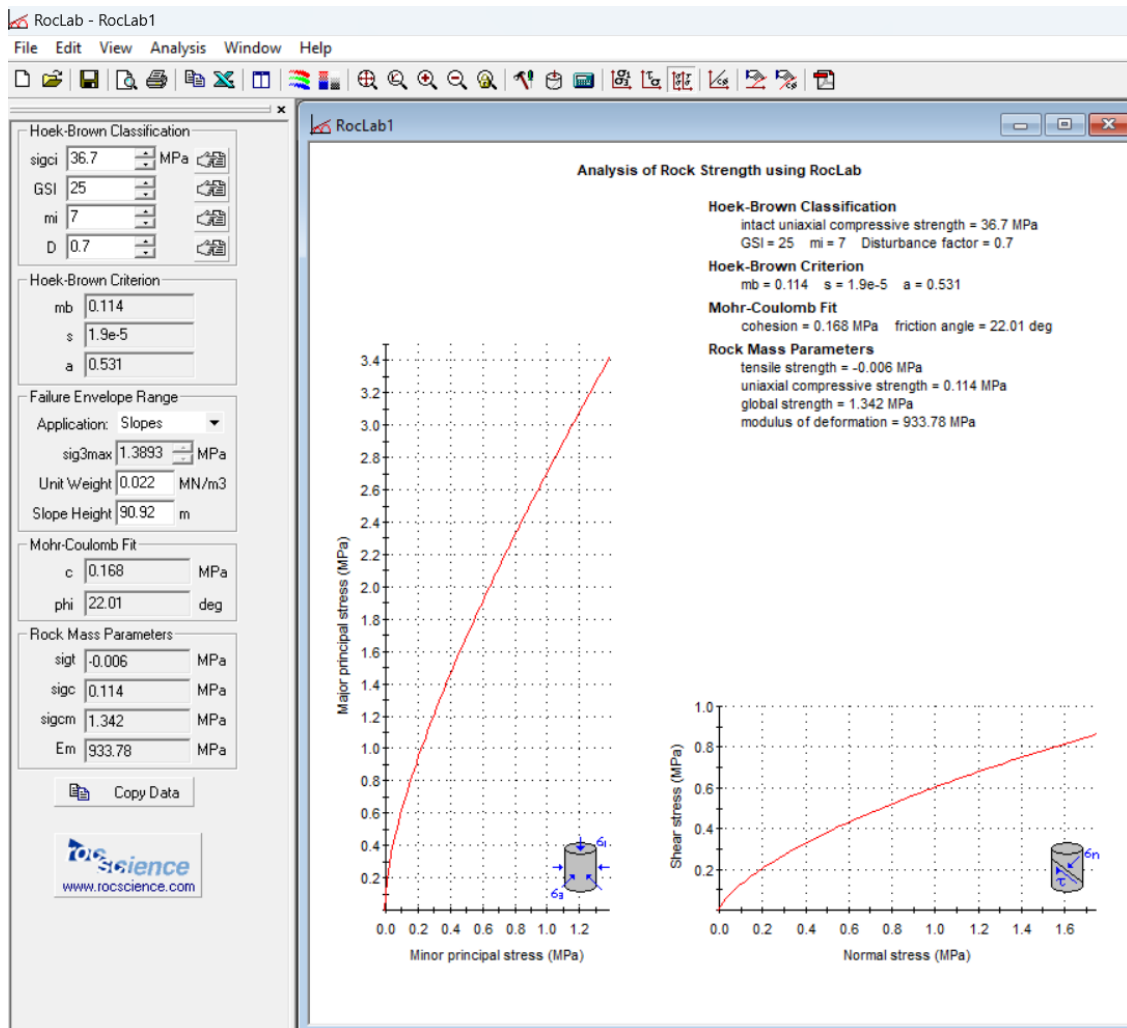 RocLab - RocLab1
File Edit View Analysis Window Help
Hoek-Brown Classification
sigci 36.7 MPa
GSI 25
mi 7
D 0.7
Hoek-Brown Criterion
mb 0.114
s 1.9e-5
a 0.531
Failure Envelope Range
Application: Slopes
sig3max 1.3893 MPa
Unit Weight 0.022 MN/m3
Slope Height 90.92 m
Mohr-Coulomb Fit
c 0.168 MPa
phi 22.01 deg
Rock Mass Parameters
sigt -0.006 MPa
sigc 0.114 MPa
sigcm 1.342 MPa
Em 933.78 MPa
Copy Data
rocscience
www.rocscience.com
RocLab1
Analysis of Rock Strength using RocLab
Hoek-Brown Classification
intact uniaxial compressive strength = 36.7 MPa
GSI = 25 mi = 7 Disturbance factor = 0.7
Hoek-Brown Criterion
mb = 0.114 s = 1.9e-5 a = 0.531
Mohr-Coulomb Fit
cohesion = 0.168 MPa friction angle = 22.01 deg
Rock Mass Parameters
tensile strength = -0.006 MPa
uniaxial compressive strength = 0.114 MPa
global strength = 1.342 MPa
modulus of deformation = 933.78 MPa
Major principal stress (MPa)
3.4
3.2
3.0
2.8
2.6
2.4
2.2
2.0
1.8
1.6
1.4
1.2
1.0
0.8
0.6
0.4
0.2
0.0 0.2 0.4 0.6 0.8 1.0 1.2
Minor principal stress (MPa)
σ1
σ3
Shear stress (MPa)
1.0
0.8
0.6
0.4
0.2
0.0 0.2 0.4 0.6 0.8 1.0 1.2 1.4 1.6
Normal stress (MPa)
σn
τ